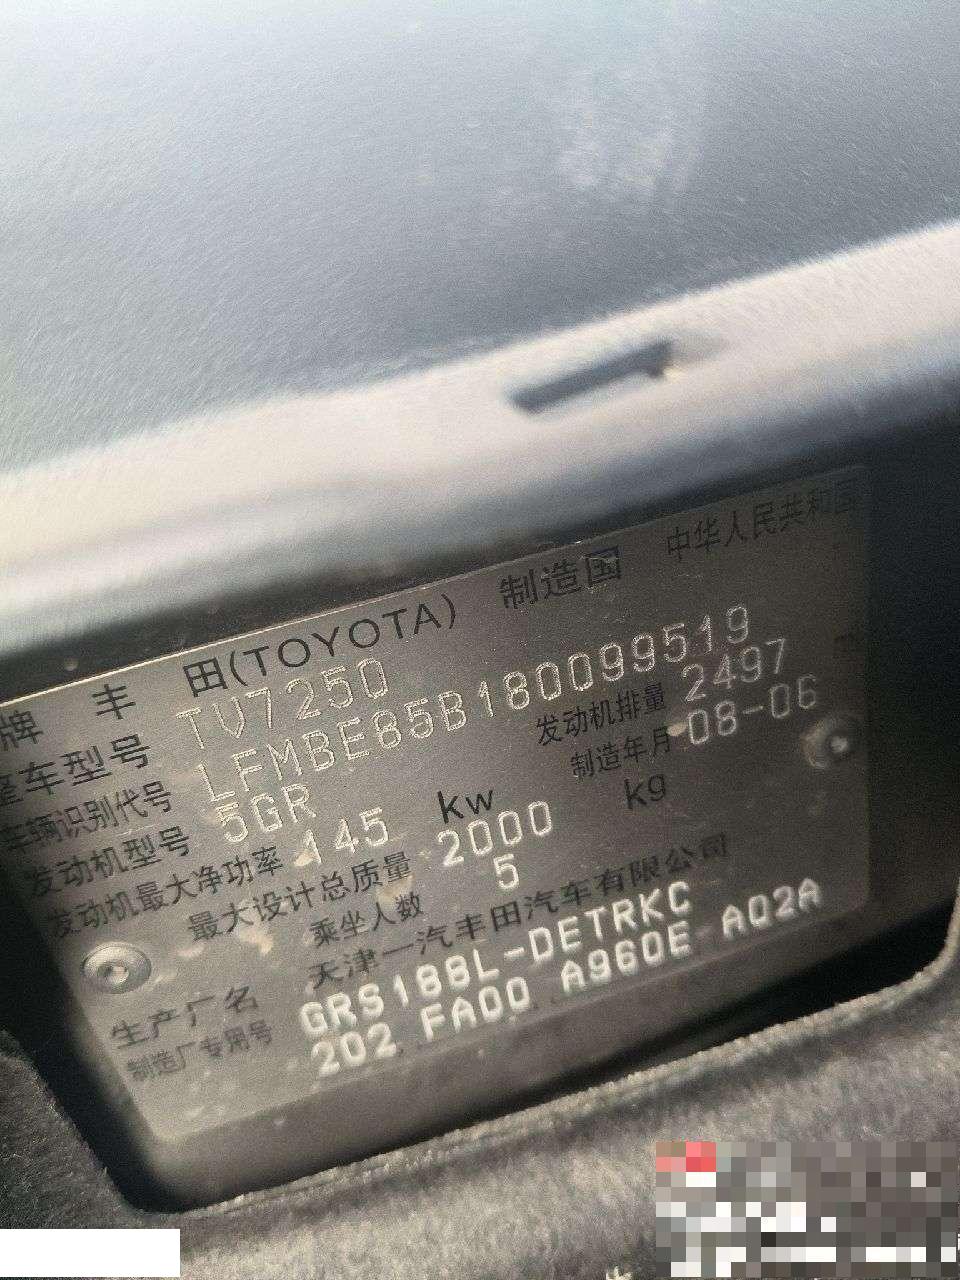 牌 丰 田(TOYOTA) 制造国 中华人民共和国
整车型号 TV7250
车辆识别代号 LFMBE85B180099519
发动机型号 5GR 发动机排量 2497
发动机最大净功率 145 kw 制造年月 08-06
最大设计总质量 2000 kg
乘坐人数 5
生产厂名 天津一汽丰田汽车有限公司
制造厂专用号 GRS188L-DETRKC
202 FA00 A960E A02A